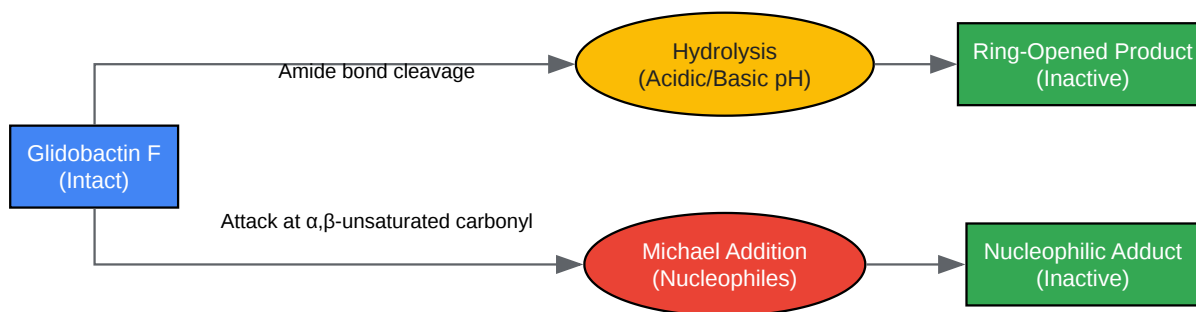 Glidobactin F
(Intact)
Amide bond cleavage
Hydrolysis
(Acidic/Basic pH)
Ring-Opened Product
(Inactive)
Attack at α,β-unsaturated carbonyl
Michael Addition
(Nucleophiles)
Nucleophilic Adduct
(Inactive)